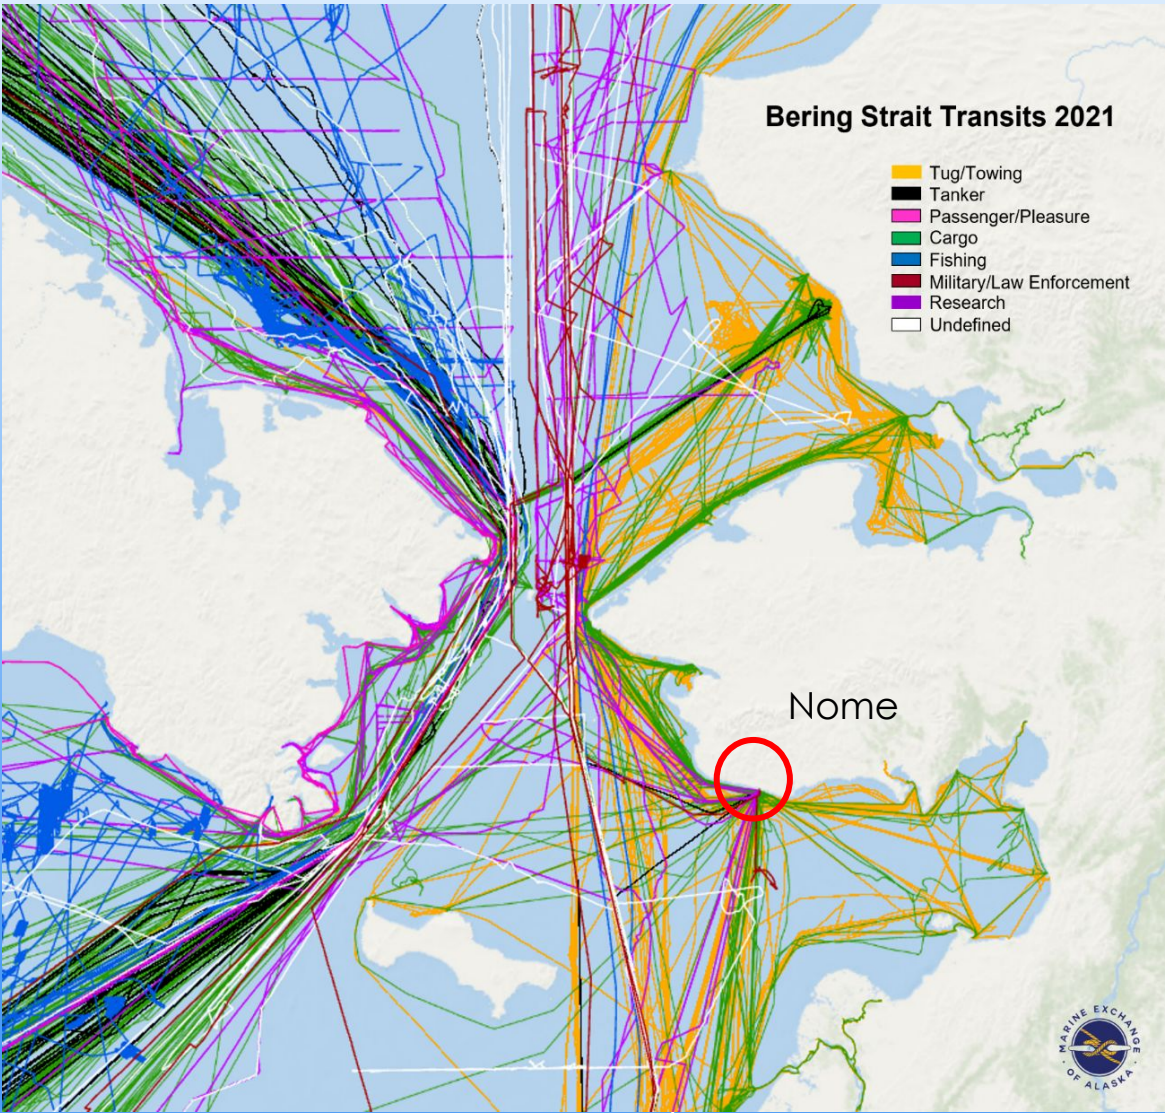 Bering Strait Transits 2021
Tug/Towing
Tanker
Passenger/Pleasure
Cargo
Fishing
Military/Law Enforcement
Research
Undefined
Nome
MARINE EXCHANGE
OF ALASKA